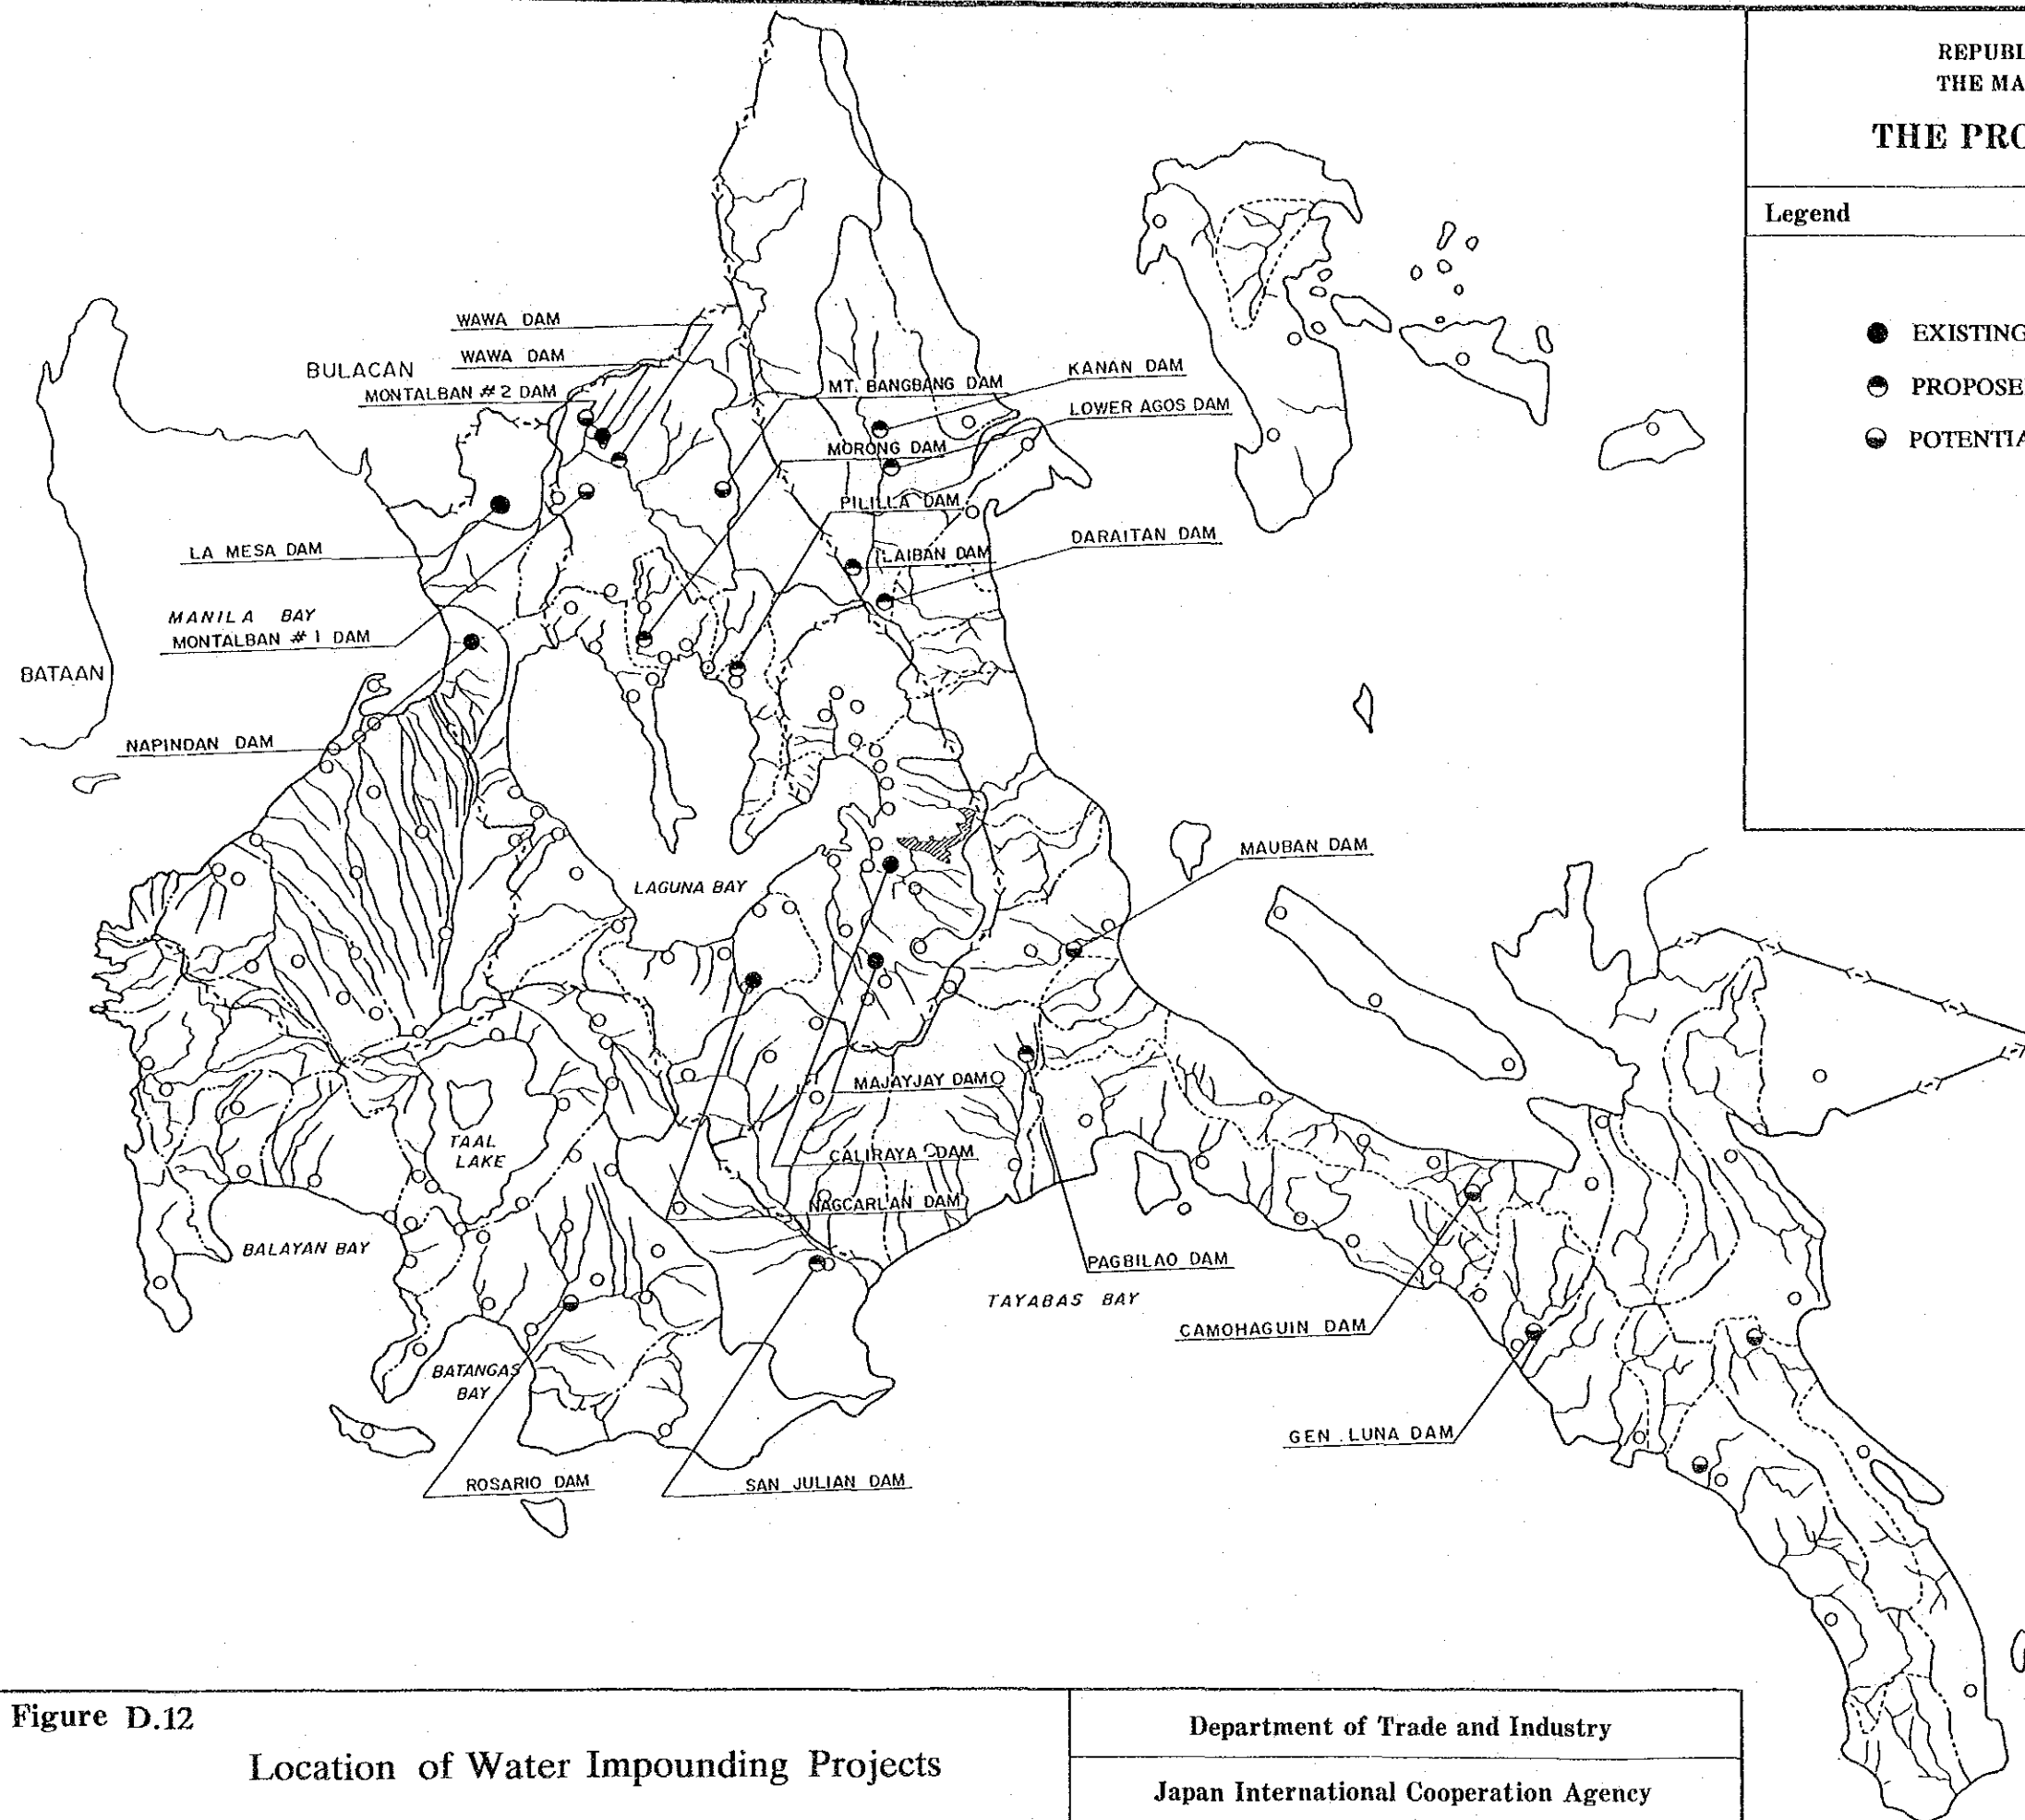 REPUBL
THE MA
THE PRO
Legend
EXISTING
PROPOSE
POTENTIA
WAWA DAM
BULACAN
WAWA DAM
MONTALBAN #2 DAM
MT. BANGBANG DAM
KANAN DAM
LOWER AGOS DAM
MORONG DAM
PILILLA DAM
LAIBAN DAM
DARAITAN DAM
LA MESA DAM
MANILA BAY
MONTALBAN #1 DAM
BATAAN
NAPINDAN DAM
MAUBAN DAM
LAGUNA BAY
MAJAYJAY DAM
TAAL
LAKE
CALIRAYA DAM
NAGCARLAN DAM
BALAYAN BAY
PAGBILAO DAM
TAYABAS BAY
CAMOHAGUIN DAM
BATANGAS
BAY
GEN. LUNA DAM
ROSARIO DAM
SAN JULIAN DAM
Figure D.12
Location of Water Impounding Projects
Department of Trade and Industry
Japan International Cooperation Agency